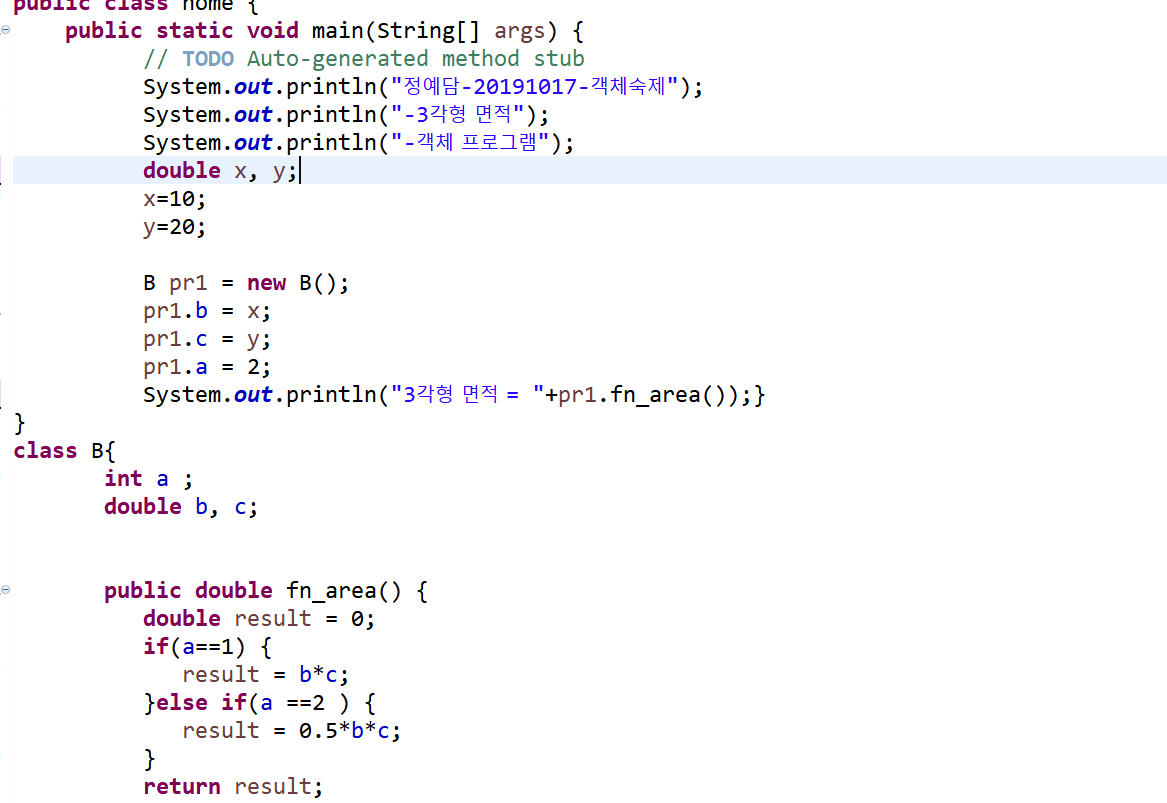 public class home {
public static void main(String[] args) {
// TODO Auto-generated method stub
System.out.println("정예담-20191017-객체숙제");
System.out.println("-3각형 면적");
System.out.println("-객체 프로그램");
double x, y;
x=10;
y=20;
B pr1 = new B();
pr1.b = x;
pr1.c = y;
pr1.a = 2;
System.out.println("3각형 면적 = "+pr1.fn_area());}
}
class B{
int a ;
double b, c;
public double fn_area() {
double result = 0;
if(a==1) {
result = b*c;
}else if(a ==2 ) {
result = 0.5*b*c;
}
return result;